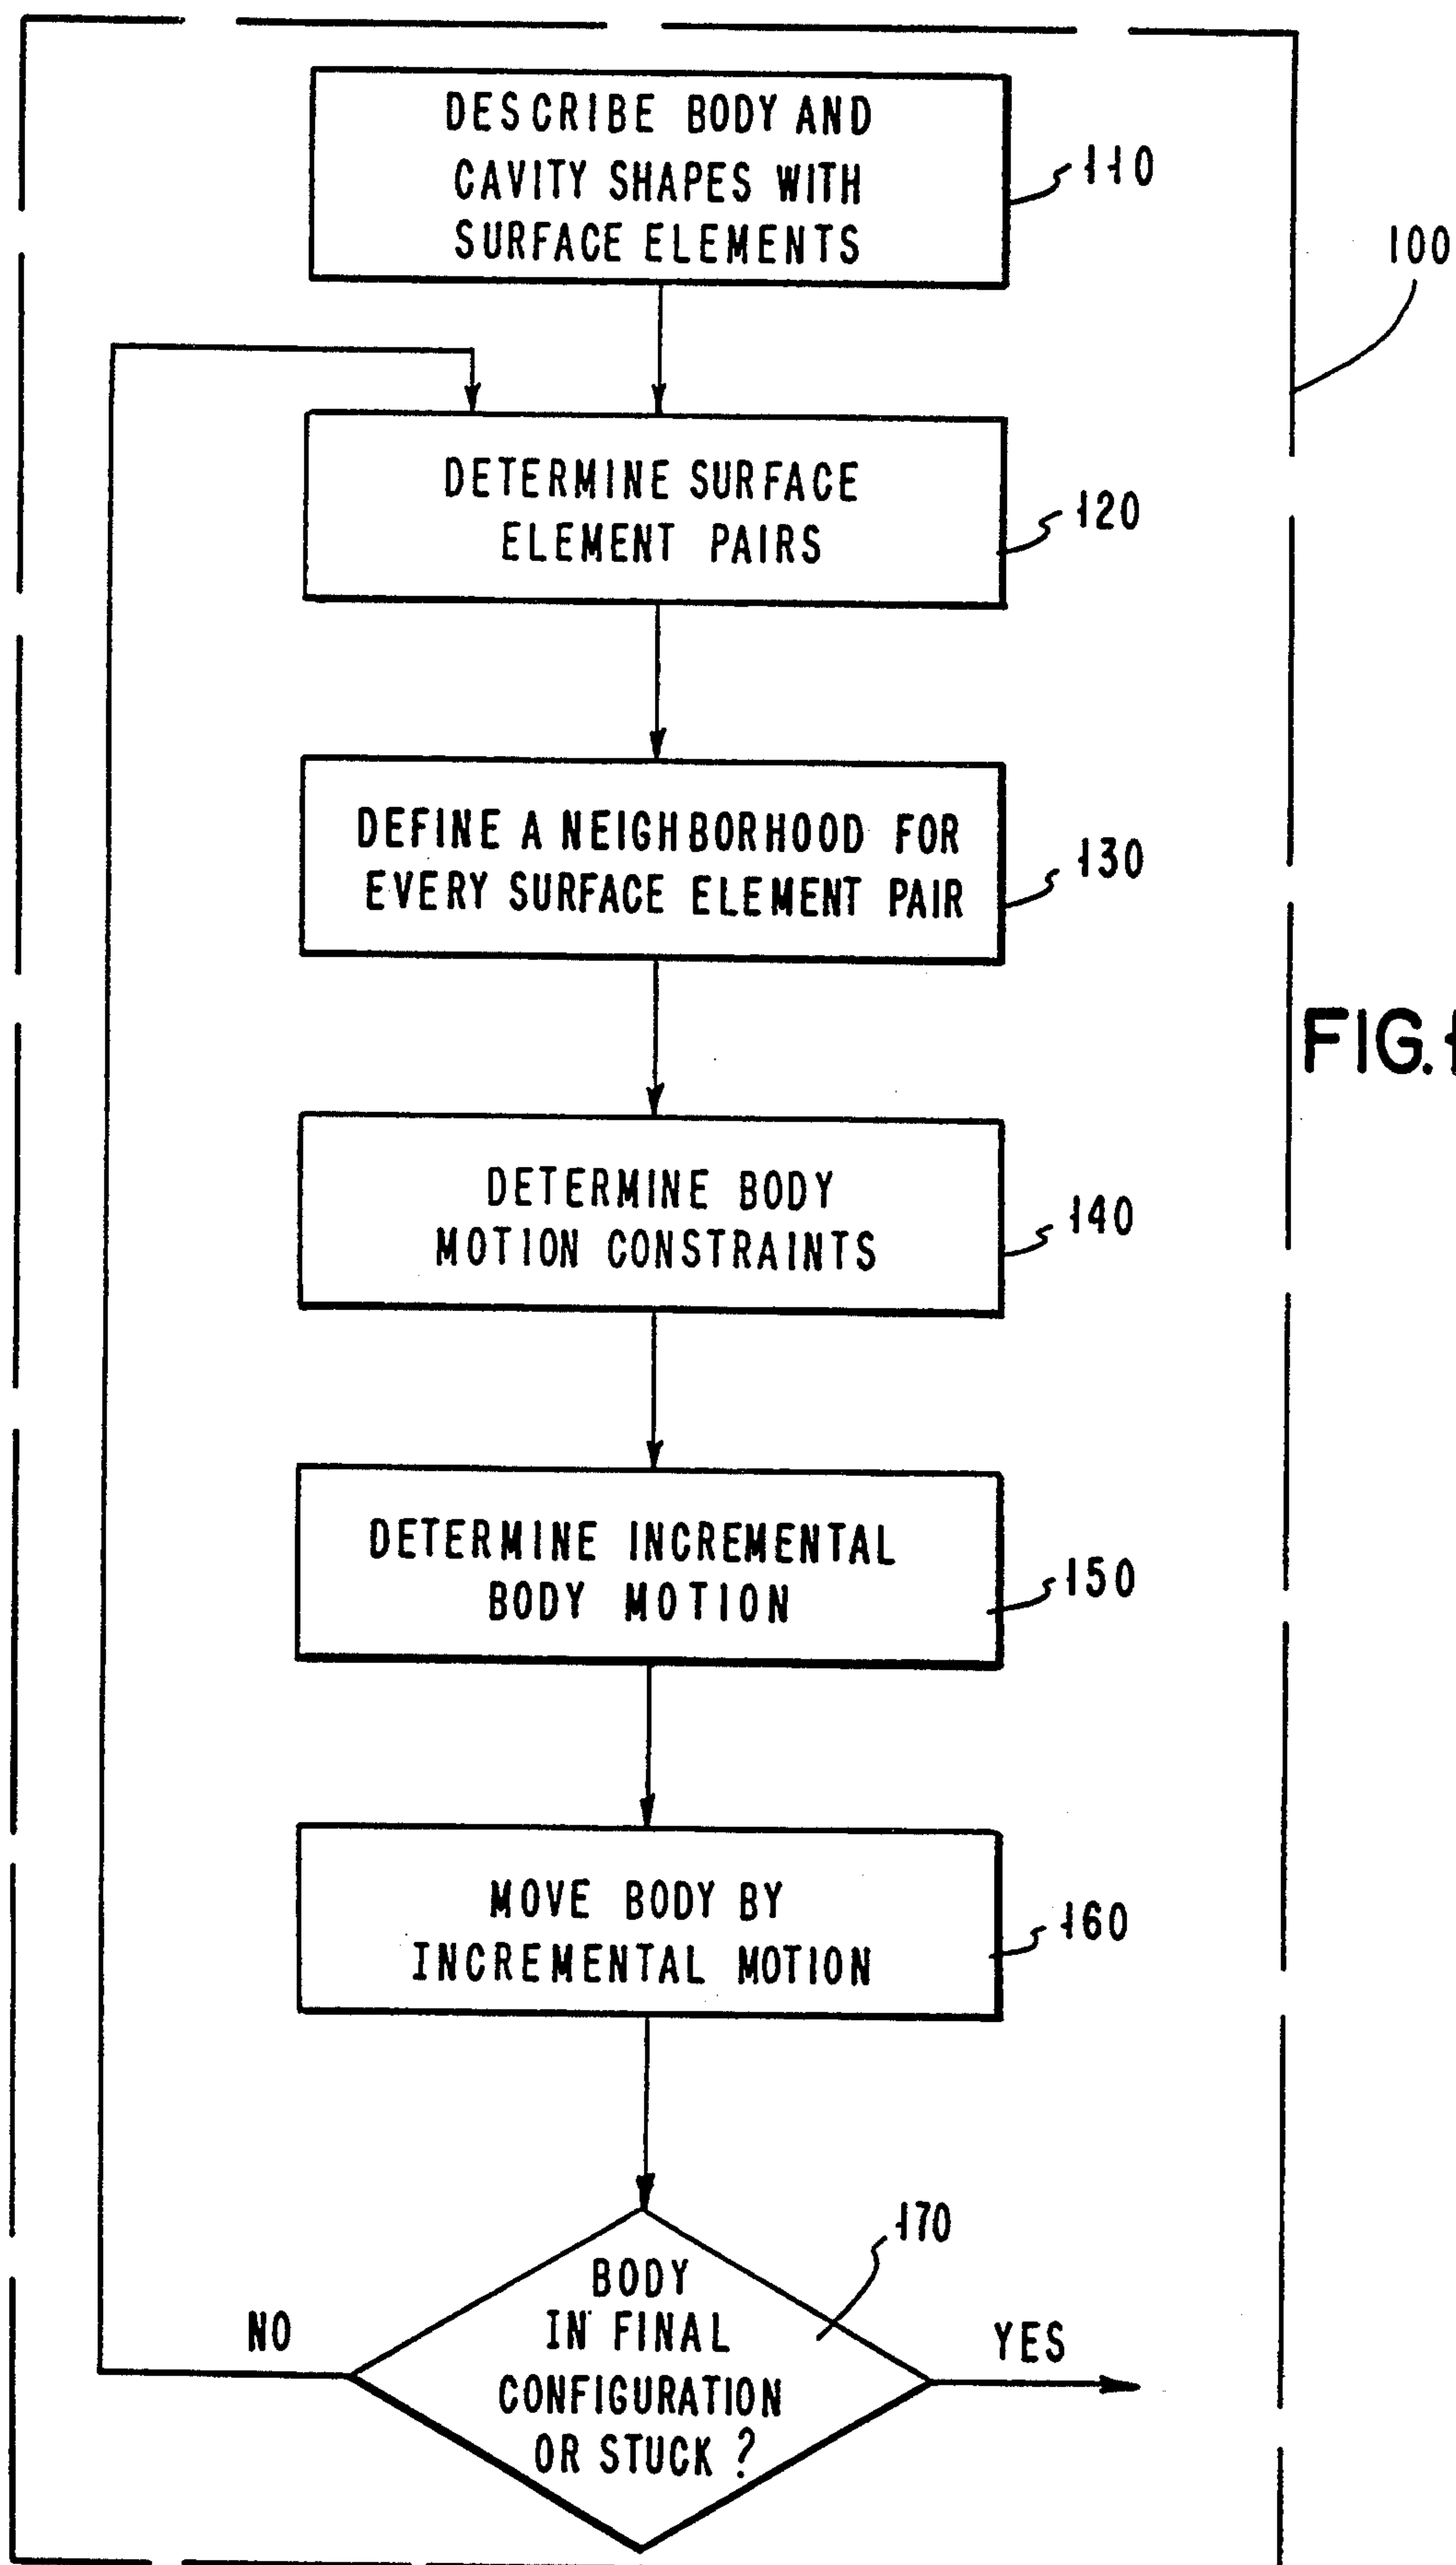 DESCRIBE BODY AND
CAVITY SHAPES WITH
SURFACE ELEMENTS
110
100
DETERMINE SURFACE
ELEMENT PAIRS
120
DEFINE A NEIGHBORHOOD FOR
EVERY SURFACE ELEMENT PAIR
130
FIG.1
DETERMINE BODY
MOTION CONSTRAINTS
140
DETERMINE INCREMENTAL
BODY MOTION
150
MOVE BODY BY
INCREMENTAL MOTION
160
170
BODY
IN FINAL
CONFIGURATION
OR STUCK ?
NO
YES